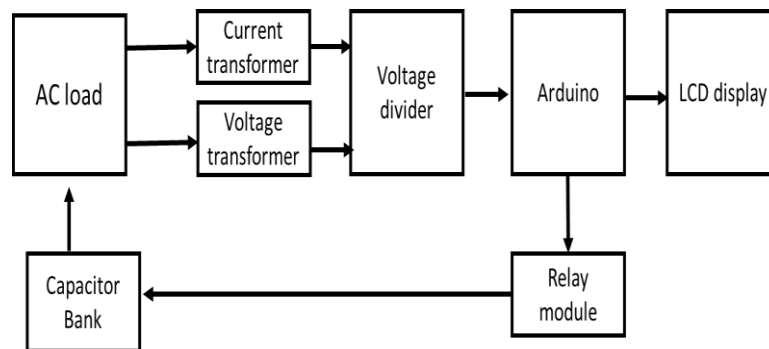 AC load
Current
transformer
Voltage
transformer
Voltage
divider
Arduino
LCD display
Capacitor
Bank
Relay
module